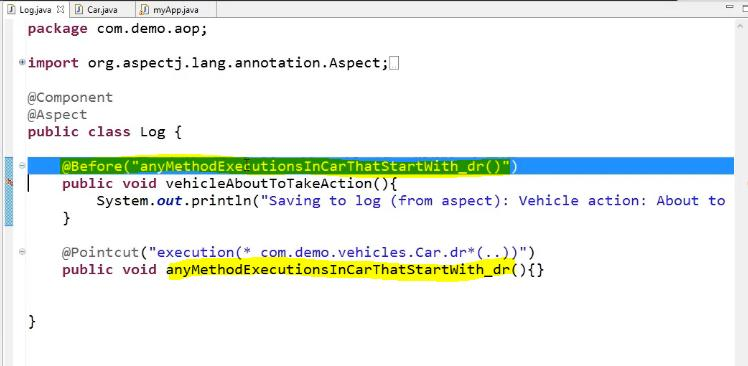 Log.java Car.java myApp.java
package com.demo.aop;
import org.aspectj.lang.annotation.Aspect;
@Component
@Aspect
public class Log {
@Before("anyMethodExecutionsInCarThatStartWith_dr()")
public void vehicleAboutToTakeAction(){
System.out.println("Saving to log (from aspect): Vehicle action: About to
}
@Pointcut("execution(* com.demo.vehicles.Car.dr*(..))")
public void anyMethodExecutionsInCarThatStartWith_dr(){}
}